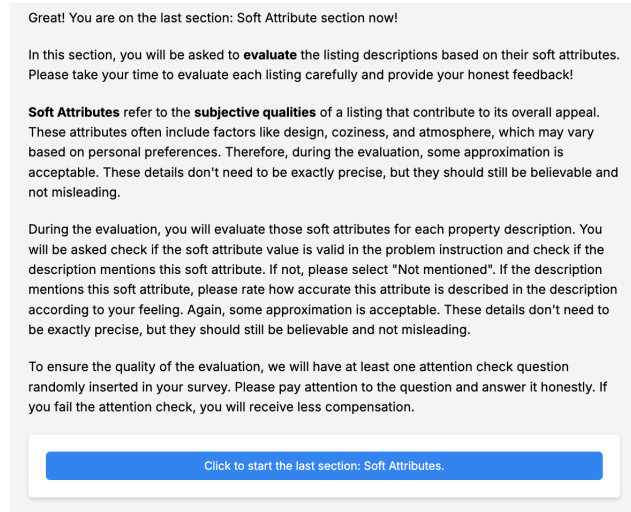 Great! You are on the last section: Soft Attribute section now!
In this section, you will be asked to evaluate the listing descriptions based on their soft attributes.
Please take your time to evaluate each listing carefully and provide your honest feedback!
Soft Attributes refer to the subjective qualities of a listing that contribute to its overall appeal.
These attributes often include factors like design, coziness, and atmosphere, which may vary
based on personal preferences. Therefore, during the evaluation, some approximation is
acceptable. These details don't need to be exactly precise, but they should still be believable and
not misleading.
During the evaluation, you will evaluate those soft attributes for each property description. You
will be asked check if the soft attribute value is valid in the problem instruction and check if the
description mentions this soft attribute. If not, please select "Not mentioned". If the description
mentions this soft attribute, please rate how accurate this attribute is described in the description
according to your feeling. Again, some approximation is acceptable. These details don't need to
be exactly precise, but they should still be believable and not misleading.
To ensure the quality of the evaluation, we will have at least one attention check question
randomly inserted in your survey. Please pay attention to the question and answer it honestly. If
you fail the attention check, you will receive less compensation.
Click to start the last section: Soft Attributes.